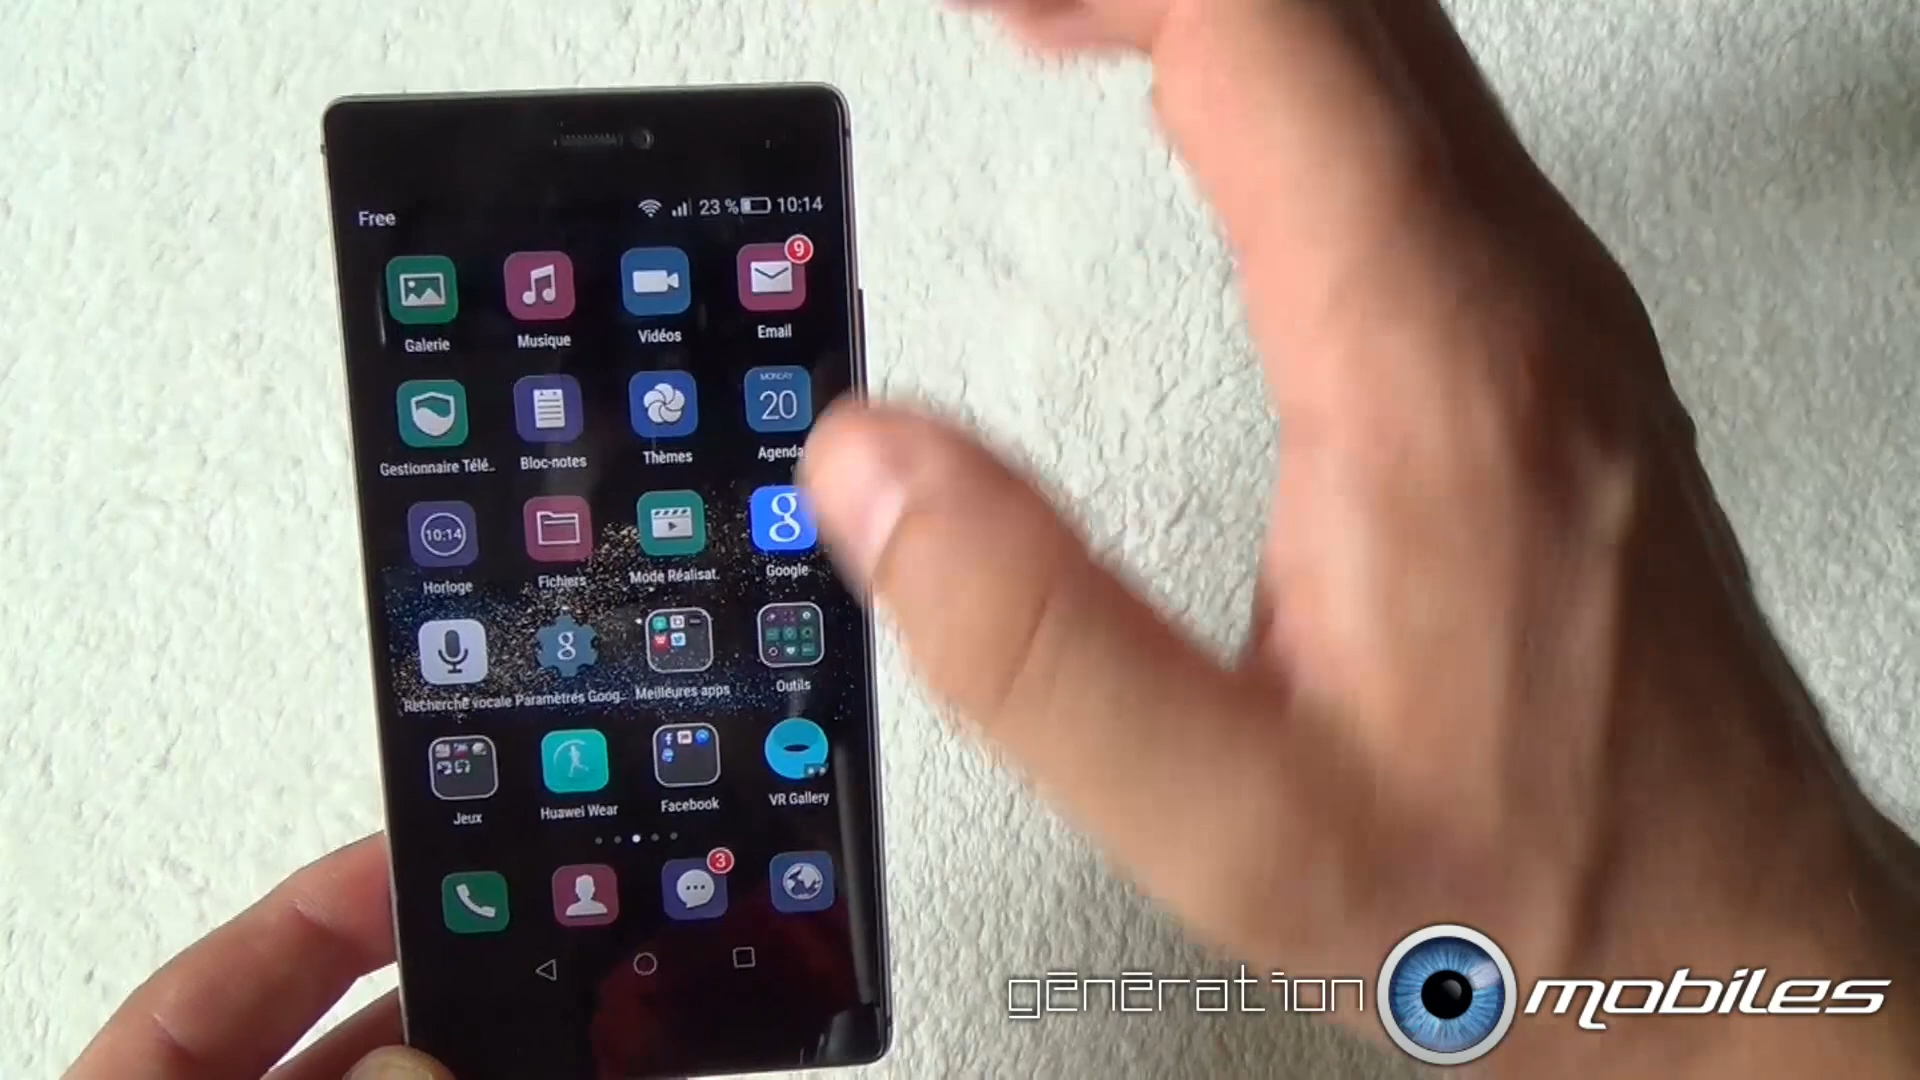 Free
23 % 10:14
9
Galerie
Musique
Vidéos
Email
MONDAY
20
Gestionnaire Télé..
Bloc-notes
Thèmes
Agenda
10:14
g
Horloge
Fichiers
Mode Réalisat.
Google
g
Recherche vocale
Paramètres Goog..
Meilleures apps
Outils
Jeux
Huawei Wear
Facebook
VR Gallery
3
génération mobiles